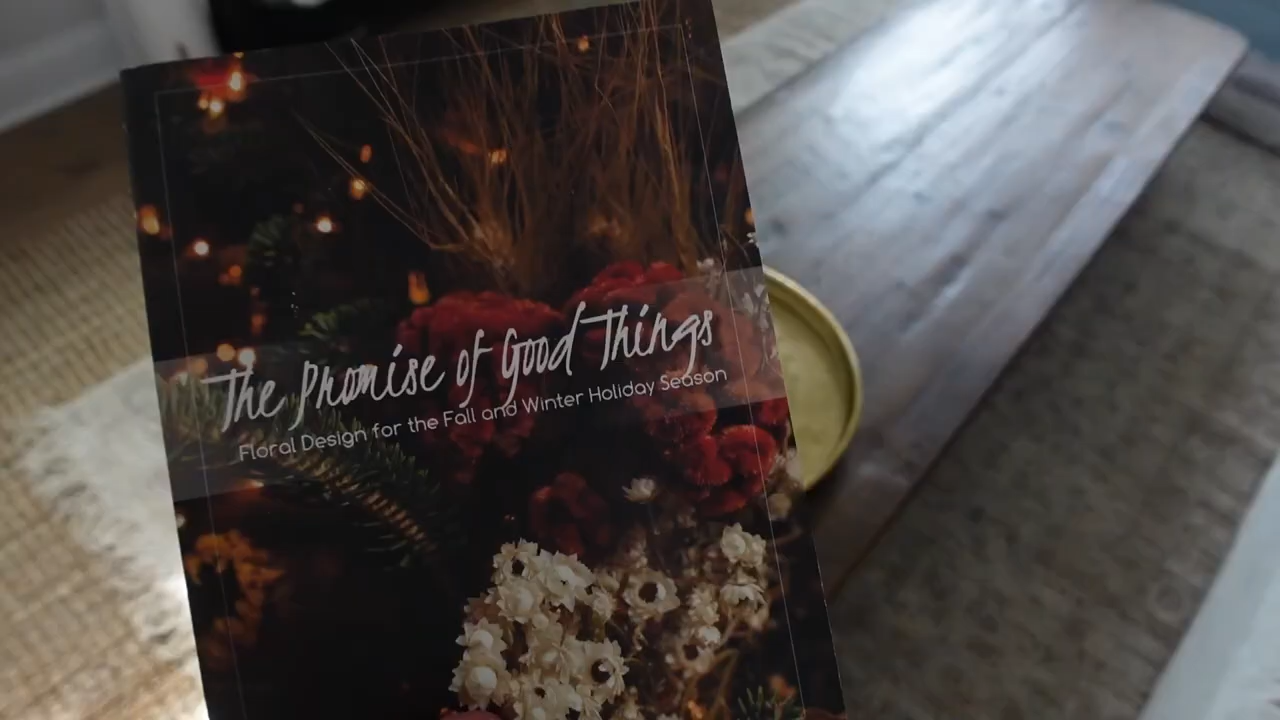 The Promise of Good Things
Floral Design for the Fall and Winter Holiday Season